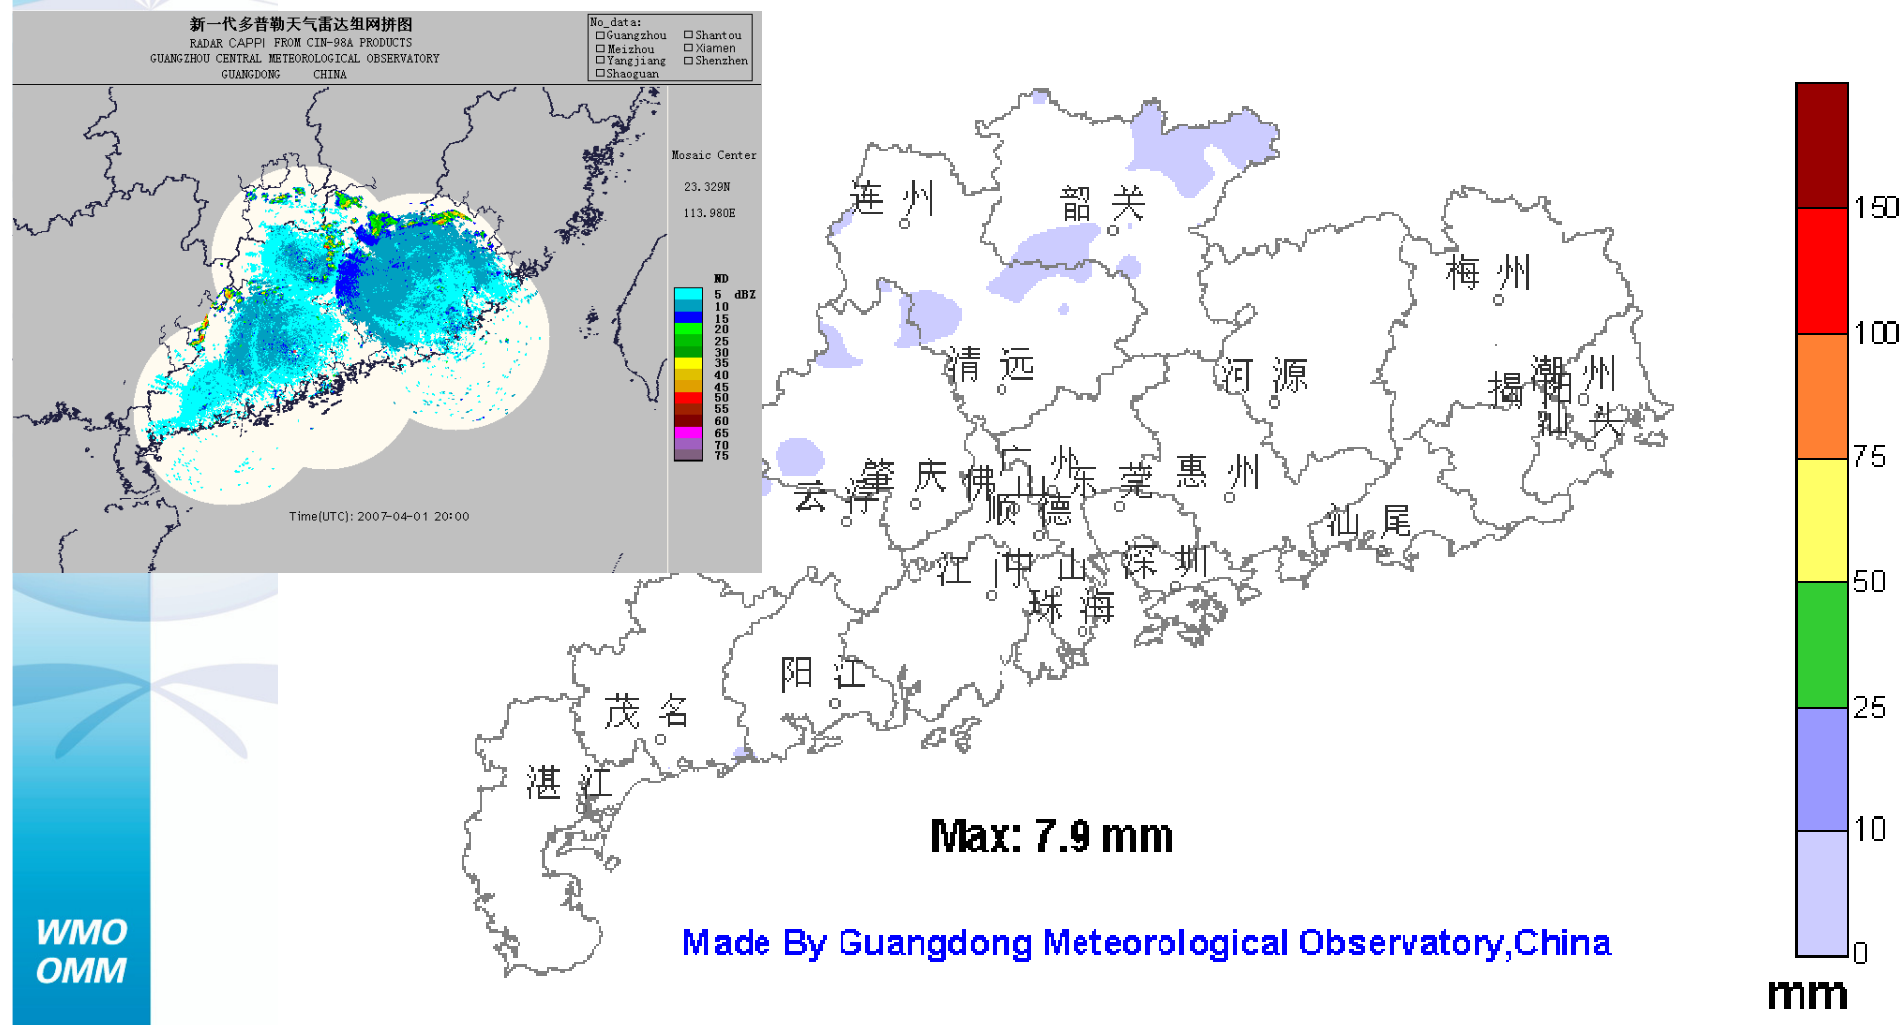 新一代多普勒天气雷达组网拼图
RADAR CAPPI FROM CIN-98A PRODUCTS
GUANGZHOU CENTRAL METEOROLOGICAL OBSERVATORY
GUANGDONG CHINA
No_data:
Guangzhou Shantou
Meizhou Xiamen
Yangjiang Shenzhen
Shaoguan
Mosaic Center
23.329N
113.980E
ND
5 dBZ
10
15
20
25
30
35
40
45
50
55
60
65
70
75
Time(UTC): 2007-04-01 20:00
连州
韶关
梅州
清远
河源
潮州
揭阳
汕头
广州
肇庆
佛山
东莞
惠州
云浮
顺德
汕尾
江门
中山
深圳
珠海
阳江
茂名
湛江
150
100
75
50
25
10
0
mm
Max: 7.9 mm
Made By Guangdong Meteorological Observatory,China
WMO
OMM